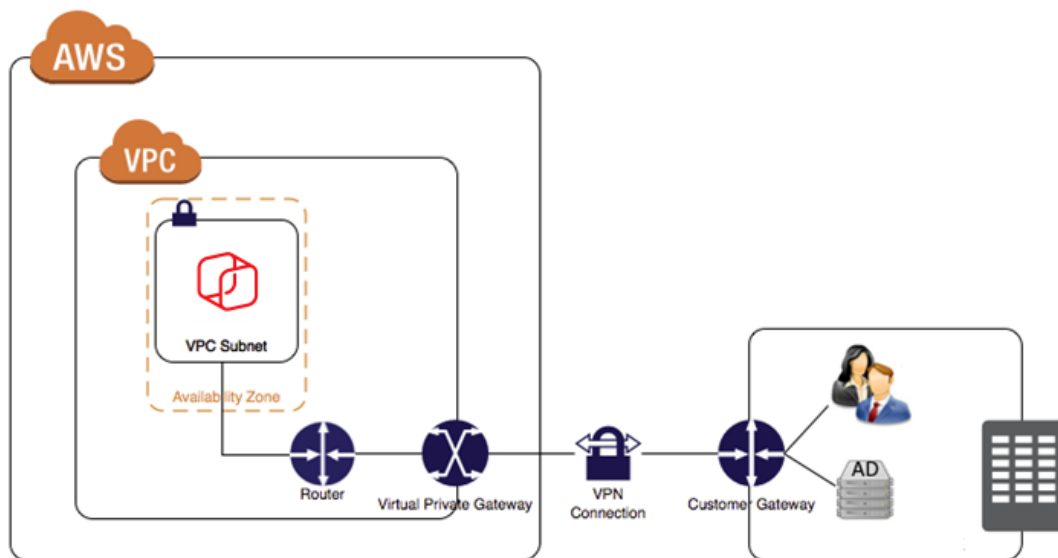 AWS
VPC
VPC Subnet
Availability Zone
Router
Virtual Private Gateway
VPN
Connection
Customer Gateway
AD